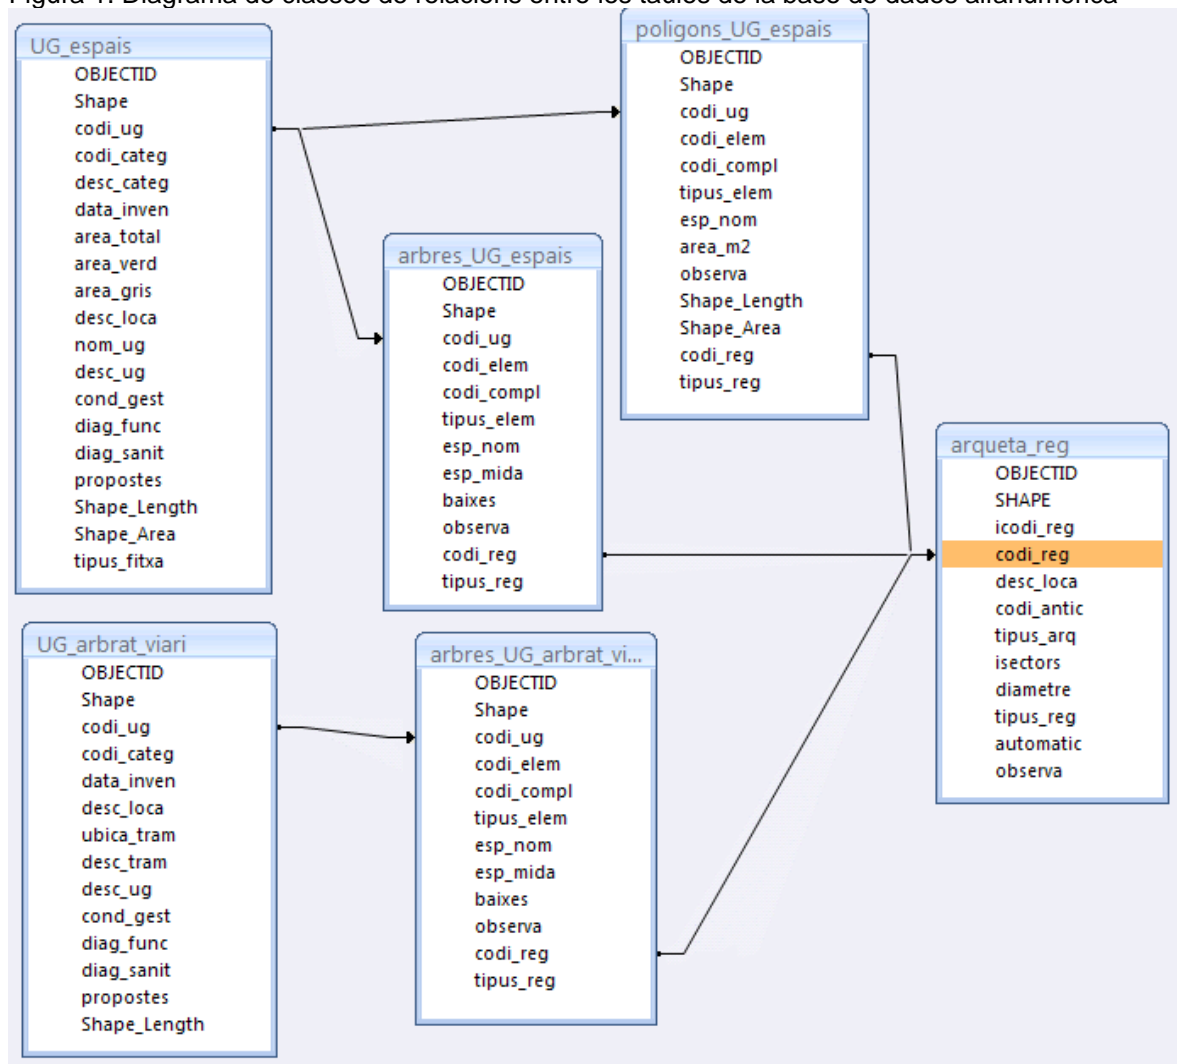 Figura 1. Diagrama de classes de relacions entre les taules de la base de dades alfanumèrica
UG_espais
OBJECTID
Shape
codi_ug
codi_categ
desc_categ
data_inven
area_total
area_verd
area_gris
desc_loca
nom_ug
desc_ug
cond_gest
diag_func
diag_sanit
propostes
Shape_Length
Shape_Area
tipus_fitxa
poligons_UG_espais
OBJECTID
Shape
codi_ug
codi_elem
codi_compl
tipus_elem
esp_nom
area_m2
observa
Shape_Length
Shape_Area
codi_reg
tipus_reg
arbres_UG_espais
OBJECTID
Shape
codi_ug
codi_elem
codi_compl
tipus_elem
esp_nom
esp_mida
baixes
observa
codi_reg
tipus_reg
arqueta_reg
OBJECTID
SHAPE
icodi_reg
codi_reg
desc_loca
codi_antic
tipus_arq
isectors
diametre
tipus_reg
automatic
observa
UG_arbrat_viari
OBJECTID
Shape
codi_ug
codi_categ
data_inven
desc_loca
ubica_tram
desc_tram
desc_ug
cond_gest
diag_func
diag_sanit
propostes
Shape_Length
arbres_UG_arbrat_vi...
OBJECTID
Shape
codi_ug
codi_elem
codi_compl
tipus_elem
esp_nom
esp_mida
baixes
observa
codi_reg
tipus_reg